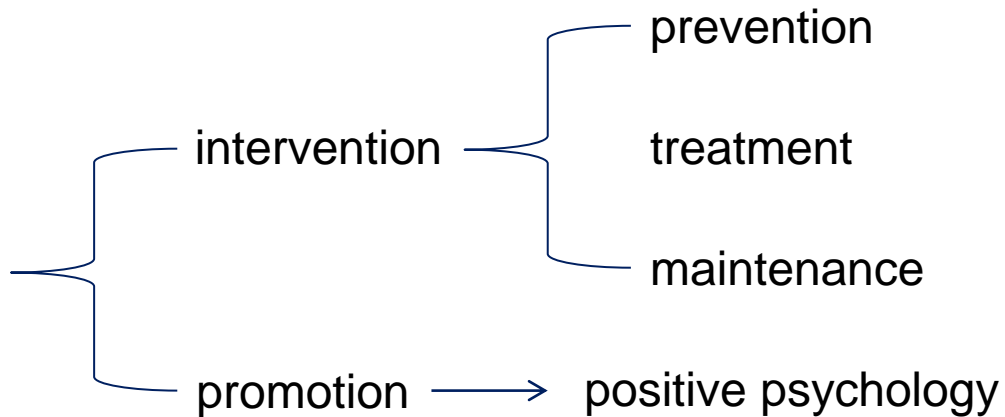 prevention
intervention
treatment
maintenance
promotion
positive psychology